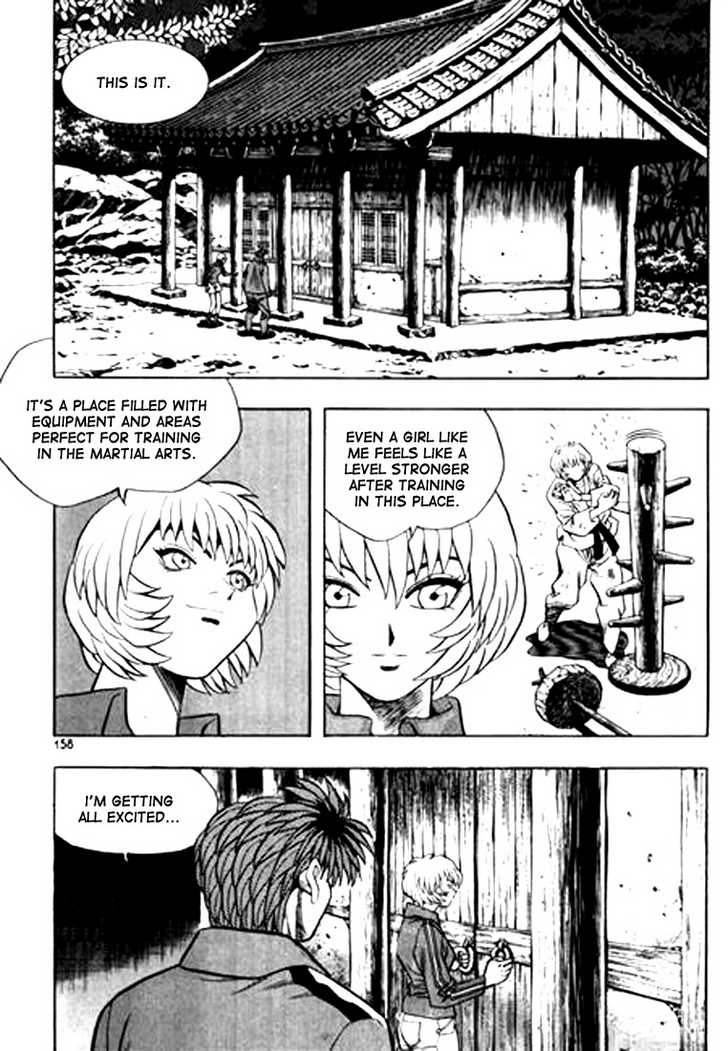 THIS IS IT.
IT'S A PLACE FILLED WITH
EQUIPMENT AND AREAS
PERFECT FOR TRAINING
IN THE MARTIAL ARTS.
EVEN A GIRL LIKE
ME FEELS LIKE A
LEVEL STRONGER
AFTER TRAINING
IN THIS PLACE.
158
I'M GETTING
ALL EXCITED...